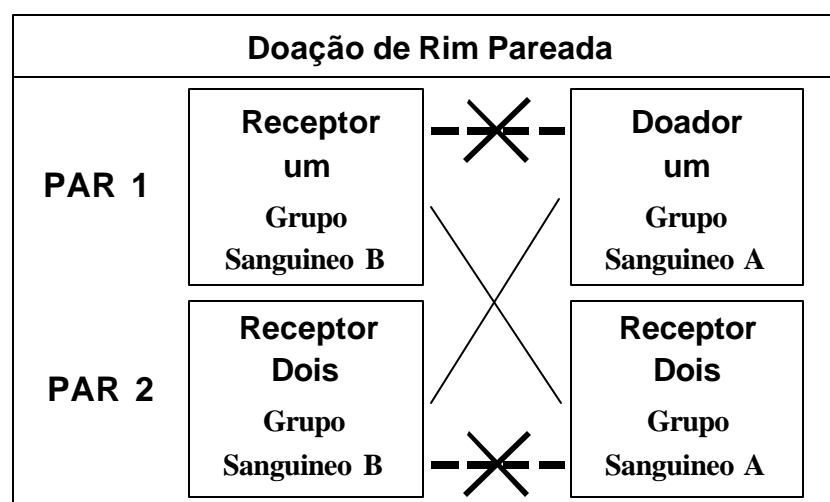 Doação de Rim Pareada
PAR 1
Receptor
um
Grupo
Sanguineo B
Doador
um
Grupo
Sanguineo A
PAR 2
Receptor
Dois
Grupo
Sanguineo B
Receptor
Dois
Grupo
Sanguineo A